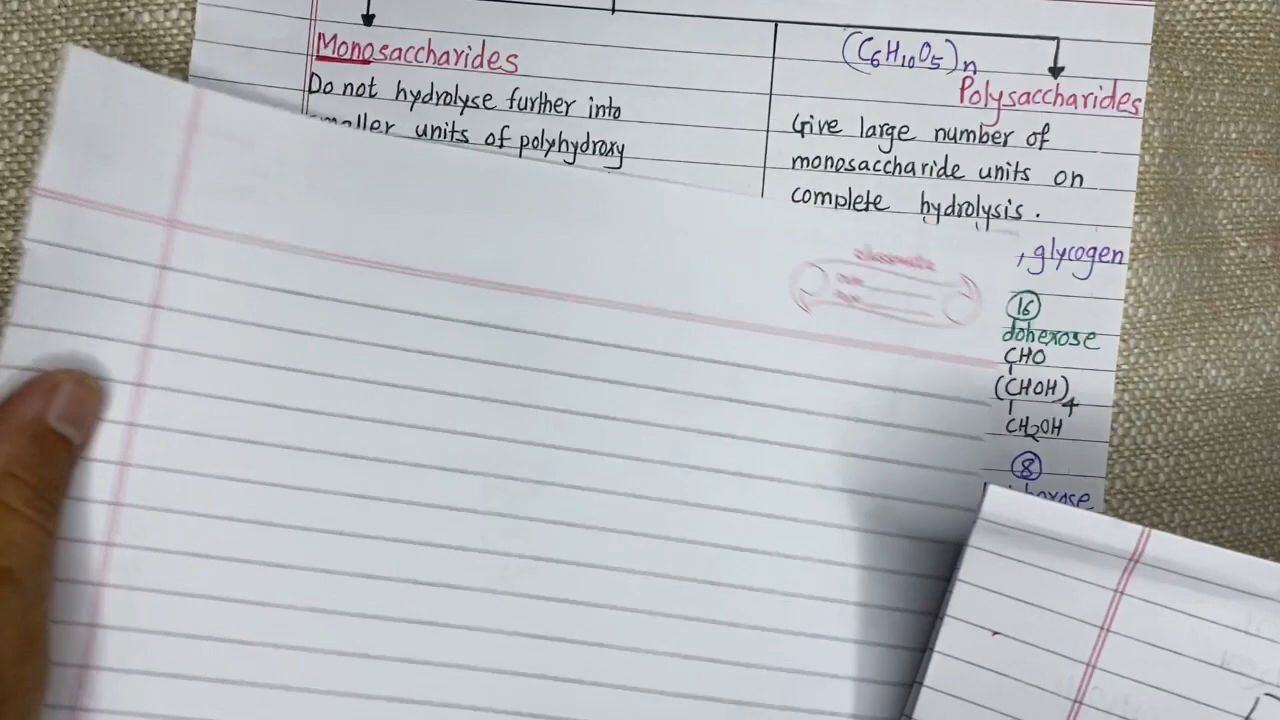 Monosaccharides
Do not hydrolyse further into
smaller units of polyhydroxy
(C6H10O5)n
Polysaccharides
Give large number of
monosaccharide units on
complete hydrolysis.
, glycogen
16
dohexose
CHO
(CHOH)4
CH2OH
8